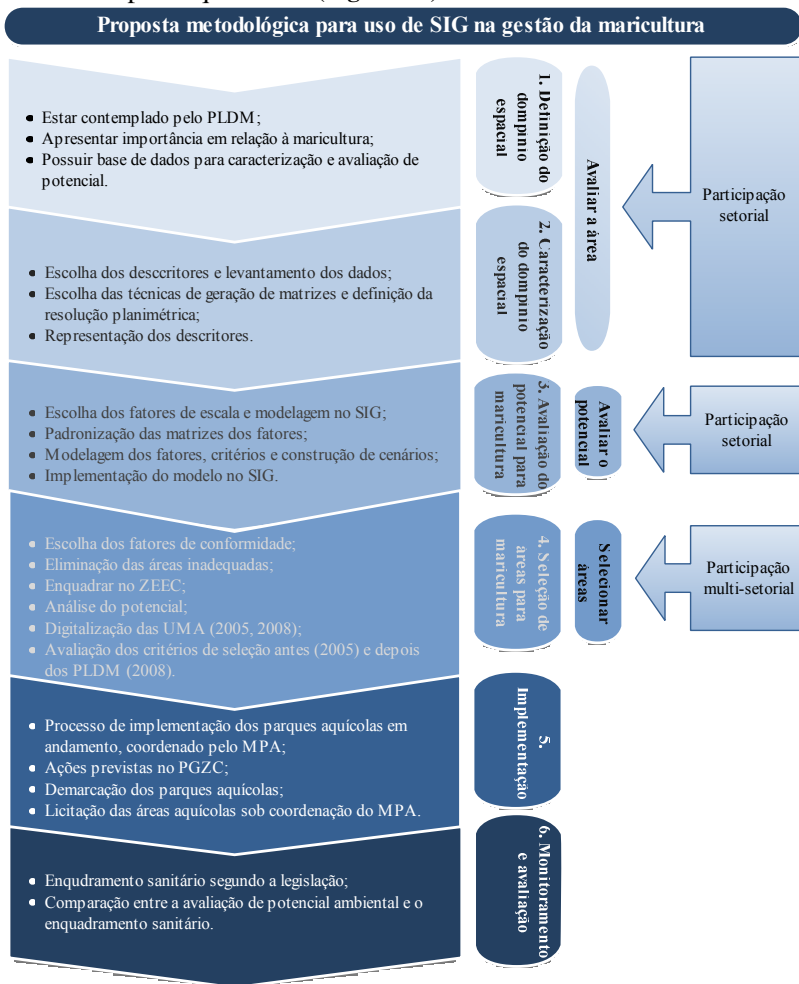 Proposta metodológica para uso de SIG na gestão da maricultura
• Estar contemplado pelo PLDM;
• Apresentar importância em relação à maricultura;
• Possuir base de dados para caracterização e avaliação de
potencial.
1. Definição do
dompinio
espacial
Avaliar a área
Participação
setorial
• Escolha dos desccritores e levantamento dos dados;
• Escolha das técnicas de geração de matrizes e definição da
resolução planimétrica;
• Representação dos descritores.
2. Caracterização
do dompinio
espacial
• Escolha dos fatores de escala e modelagem no SIG;
• Padronização das matrizes dos fatores;
• Modelagem dos fatores, critérios e construção de cenários;
• Implementação do modelo no SIG.
3. Avaliação do
potencial para
maricultura
Avaliar o
potencial
Participação
setorial
• Escolha dos fatores de conformidade;
• Eliminação das áreas inadequadas;
• Enquadrar no ZEEC;
• Análise do potencial;
• Digitalização das UMA (2005, 2008);
• Avaliação dos critérios de seleção antes (2005) e depois
dos PLDM (2008).
4. Seleção de
áreas para
maricultura
Selecionar
áreas
Participação
multi-setorial
• Processo de implementação dos parques aquícolas em
andamento, coordenado pelo MPA;
• Ações previstas no PGZC;
• Demarcação dos parques aquícolas;
• Licitação das áreas aquícolas sob coordenação do MPA.
5.
Implementação
• Enqudramento sanitário segundo a legislação;
• Comparação entre a avaliação de potencial ambiental e o
enquadramento sanitário.
6. Monitoramento
e avaliação